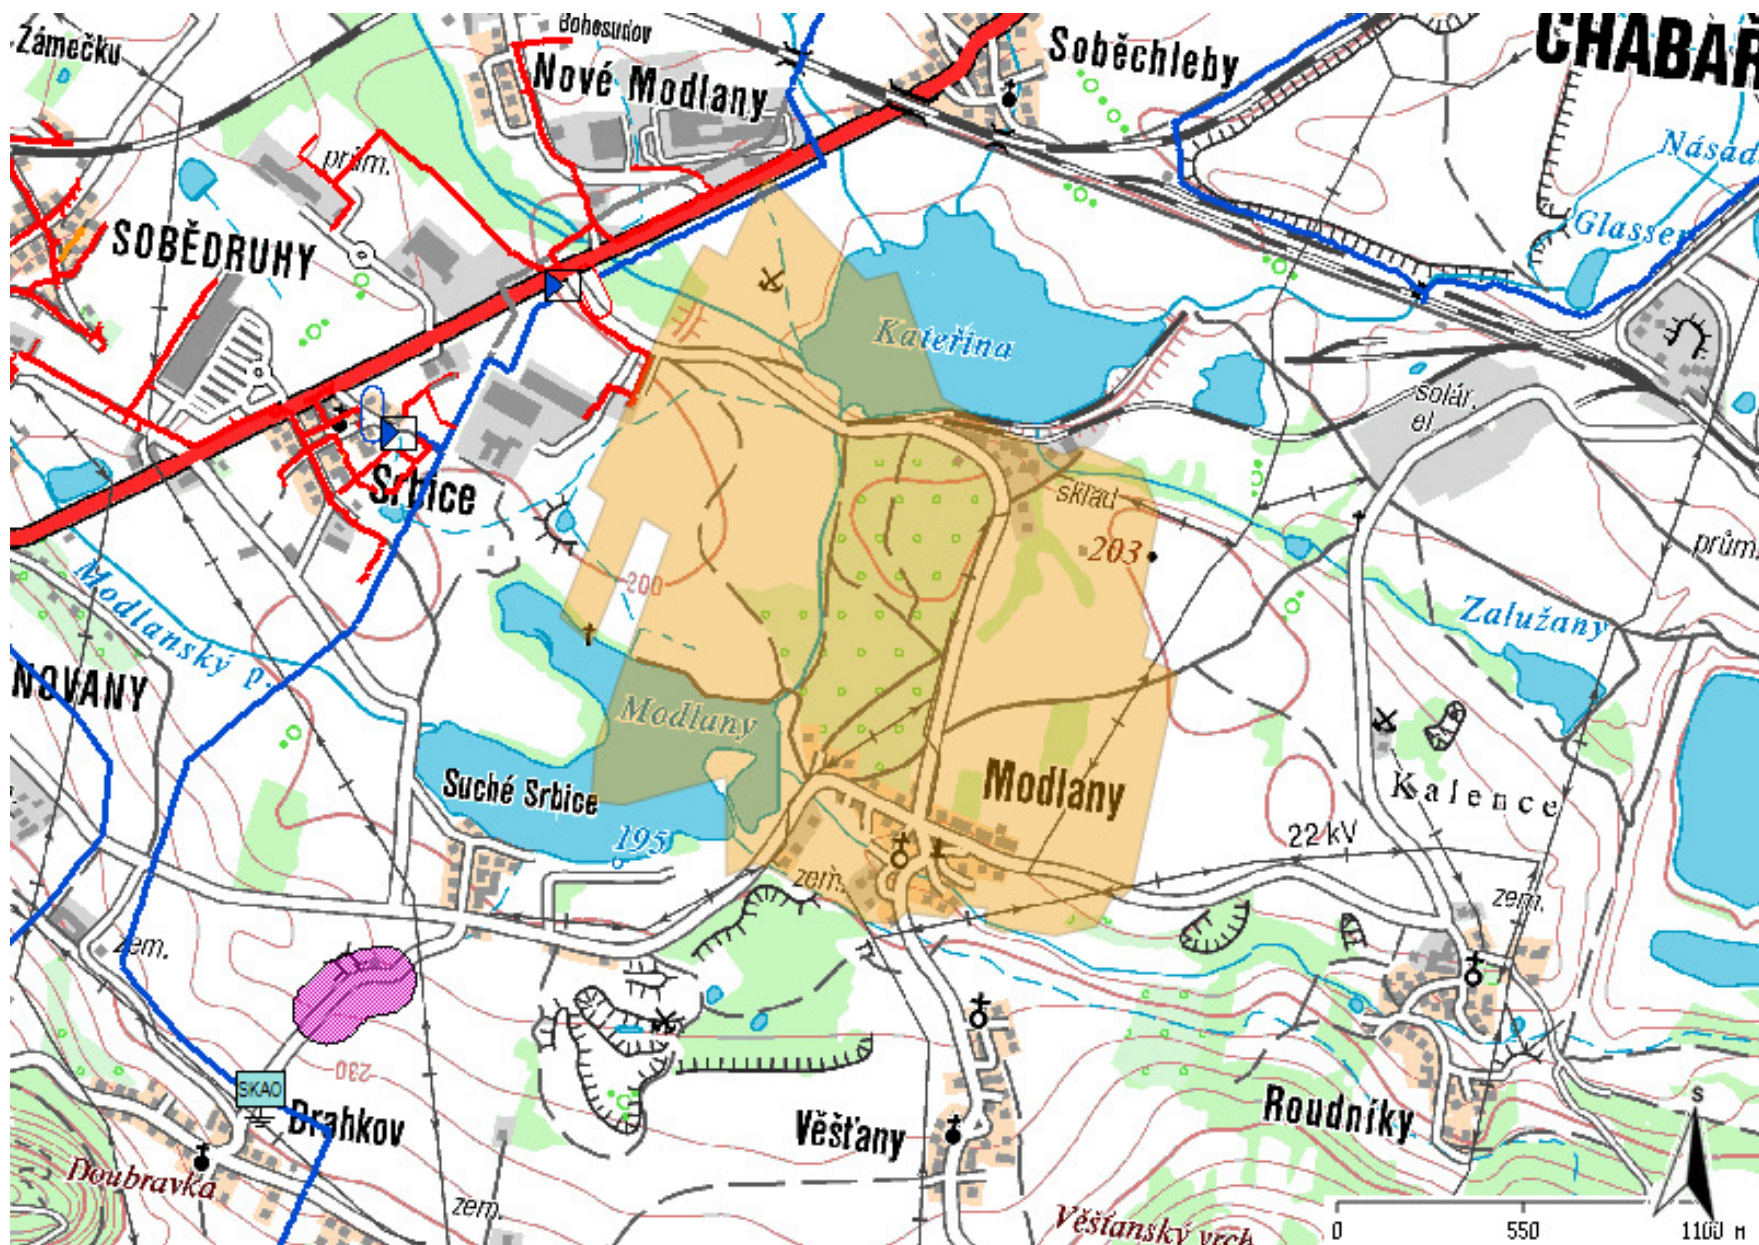 Zámečku
Bohosudov
Nové Modlany
Soběchleby
CHABAŘ
Násad
prům.
SOBĚDRUHY
Glassen
Kateřina
solár.
el.
Srbice
sklad
203
prům.
200
Modlanský p.
Zalužany
NOVANY
Modlany
Suché Srbice
Modlany
Kalence
195
22 kV
zem.
zem.
zem.
230
SKAO
Drahkov
Věšťany
Roudníky
S
Doubravka
zem.
Věšťanský vrch
0
550
1100 m